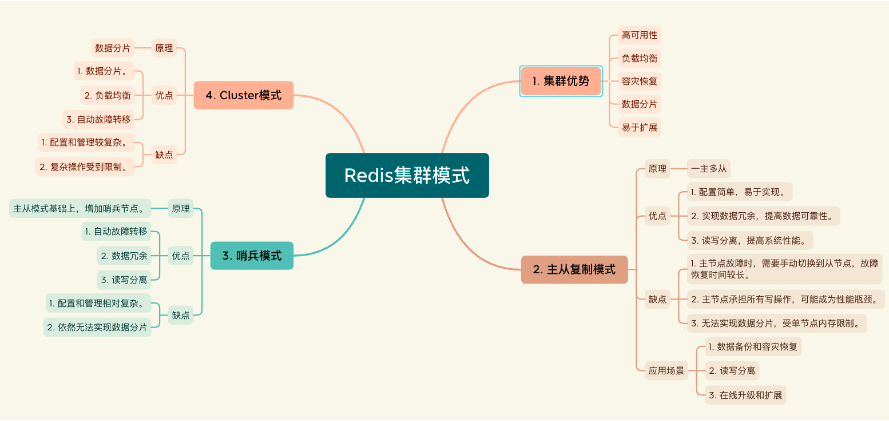 Redis集群模式
1. 集群优势
高可用性
负载均衡
容灾恢复
数据分片
易于扩展
2. 主从复制模式
原理
一主多从
优点
1. 配置简单，易于实现。
2. 实现数据冗余，提高数据可靠性。
3. 读写分离，提高系统性能。
缺点
1. 主节点故障时，需要手动切换到从节点，故障
恢复时间较长。
2. 主节点承担所有写操作，可能成为性能瓶颈。
3. 无法实现数据分片，受单节点内存限制。
应用场景
1. 数据备份和容灾恢复
2. 读写分离
3. 在线升级和扩展
3. 哨兵模式
原理
主从模式基础上，增加哨兵节点。
优点
1. 自动故障转移
2. 数据冗余
3. 读写分离
缺点
1. 配置和管理相对复杂。
2. 依然无法实现数据分片
4. Cluster模式
原理
数据分片
优点
1. 数据分片。
2. 负载均衡
3. 自动故障转移
缺点
1. 配置和管理较复杂。
2. 复杂操作受到限制。